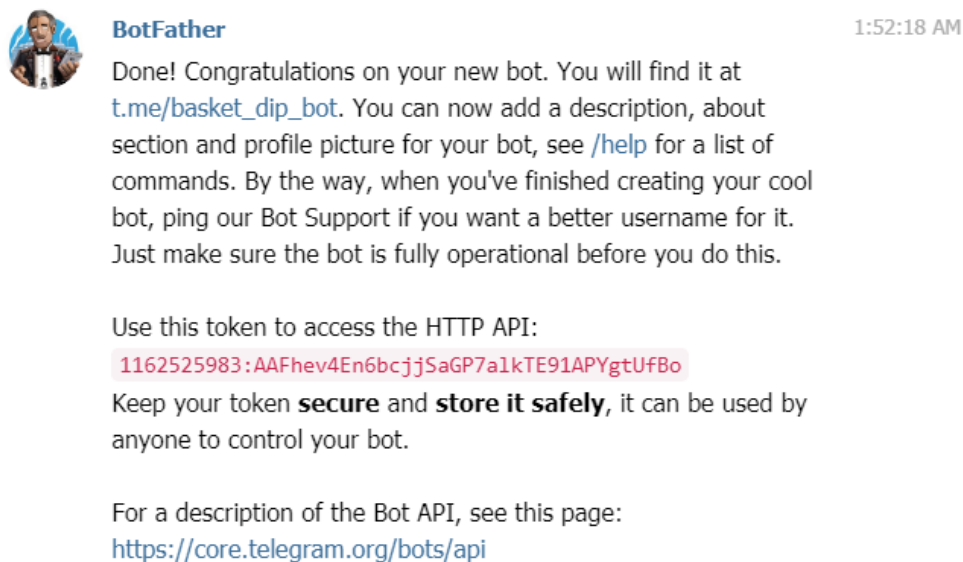 BotFather
1:52:18 AM
Done! Congratulations on your new bot. You will find it at
t.me/basket_dip_bot. You can now add a description, about
section and profile picture for your bot, see /help for a list of
commands. By the way, when you've finished creating your cool
bot, ping our Bot Support if you want a better username for it.
Just make sure the bot is fully operational before you do this.
Use this token to access the HTTP API:
1162525983:AAFhev4En6bcjjSaGP7alkTE91APYgtUfBo
Keep your token secure and store it safely, it can be used by
anyone to control your bot.
For a description of the Bot API, see this page:
https://core.telegram.org/bots/api